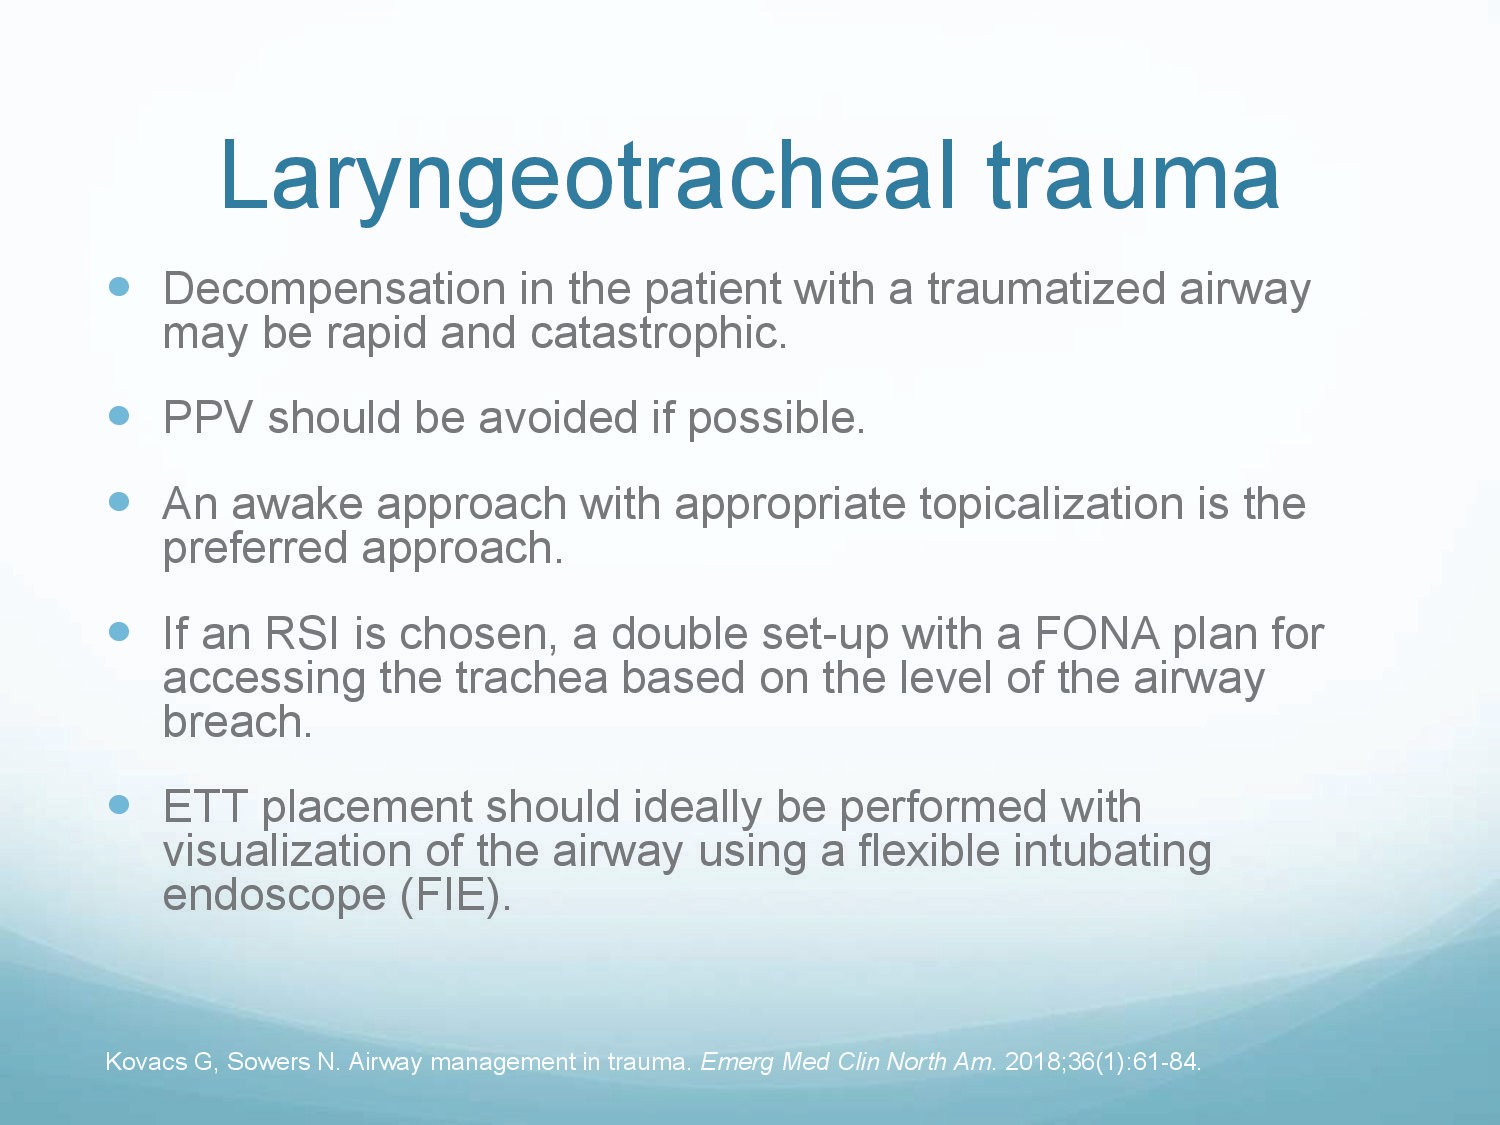 Laryngeotracheal trauma
● Decompensation in the patient with a traumatized airway
may be rapid and catastrophic.
● PPV should be avoided if possible.
● An awake approach with appropriate topicalization is the
preferred approach.
● If an RSI is chosen, a double set-up with a FONA plan for
accessing the trachea based on the level of the airway
breach.
● ETT placement should ideally be performed with
visualization of the airway using a flexible intubating
endoscope (FIE).
Kovacs G, Sowers N. Airway management in trauma. Emerg Med Clin North Am. 2018;36(1):61-84.